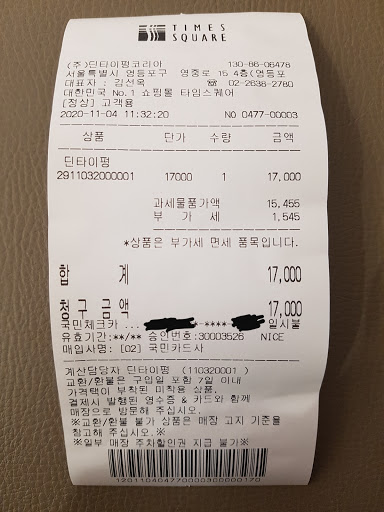 TIMES
SQUARE
(주)딘타이핑코리아 130-86-06478
서울특별시 영등포구 영중로 15 4층(영등포
대표자 : 김선옥 ☎ 02-2638-2780
대한민국 No.1 쇼핑몰 타임스퀘어
[정상] 고객용
2020-11-04 11:32:20 NO 0477-00003
상품 단가 수량 금액
딘타이핑
2911032000001 17000 1 17,000
과세물품가액 15,455
부 가 세 1,545
*상품은 부가세 면세 품목입니다.
합 계 17,000
청구금액 17,000
국민체크카 ... -****- 일시불
유효기간:**/** 승인번호:30003526 NICE
매입사명: [02] 국민카드사
계산담당자 딘타이핑 (110320001 )
교환/환불은 구입일 포함 7일 이내
가격택이 부착된 미착용 상품,
결제시 발행된 영수증 & 카드와 함께
매장으로 방문해 주십시오.
※교환/환불 불가 상품은 매장 고지 기준을
참고해 주십시오.※
※일부 매장 주차할인권 지급 불가※